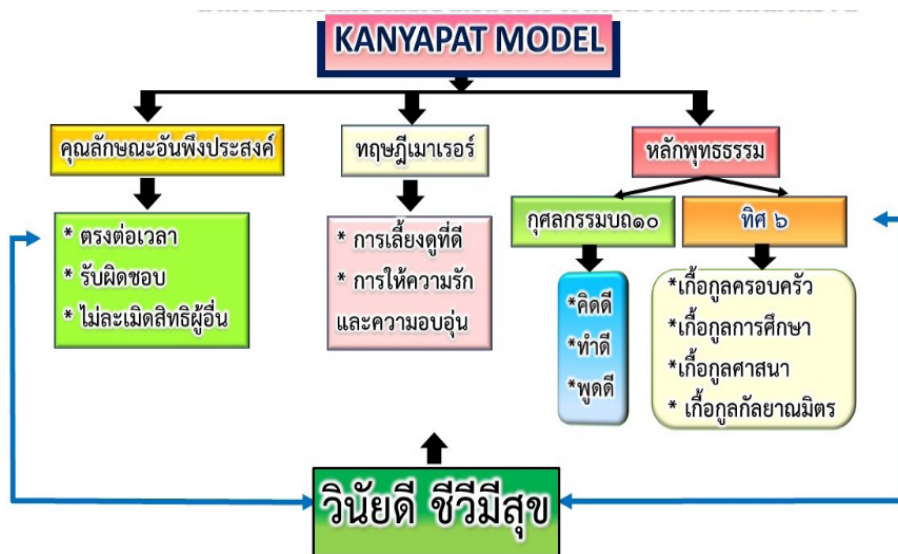 KANYAPAT MODEL
คุณลักษณะอันพึงประสงค์
ทฤษฎีเมาเรอร์
หลักพุทธธรรม
* ตรงต่อเวลา
* รับผิดชอบ
* ไม่ละเมิดสิทธิผู้อื่น
* การเลี้ยงดูที่ดี
* การให้ความรัก
และความอบอุ่น
กุศลกรรมบถ๑๐
ทิศ ๖
*คิดดี
*ทำดี
*พูดดี
*เกื้อกูลครอบครัว
*เกื้อกูลการศึกษา
*เกื้อกูลศาสนา
* เกื้อกูลกัลยาณมิตร
วินัยดี ชีวีมีสุข